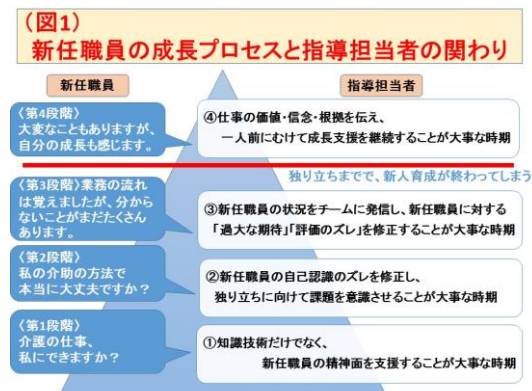 (図1)
新任職員の成長プロセスと指導担当者の関わり
新任職員
指導担当者
〈第4段階〉
大変なこともありますが、
自分の成長も感じます。
④仕事の価値・信念・根拠を伝え、
一人前にむけて成長支援を継続することが大事な時期
独り立ちまでで、新人育成が終わってしまう
〈第3段階〉業務の流れ
は覚えましたが、分から
ないことがまだたくさん
あります。
③新任職員の状況をチームに発信し、新任職員に対する
「過大な期待」「評価のズレ」を修正することが大事な時期
〈第2段階〉
私の介助の方法で
本当に大丈夫ですか？
②新任職員の自己認識のズレを修正し、
独り立ちに向けて課題を意識させることが大事な時期
〈第1段階〉
介護の仕事、
私にできますか？
①知識技術だけでなく、
新任職員の精神面を支援することが大事な時期